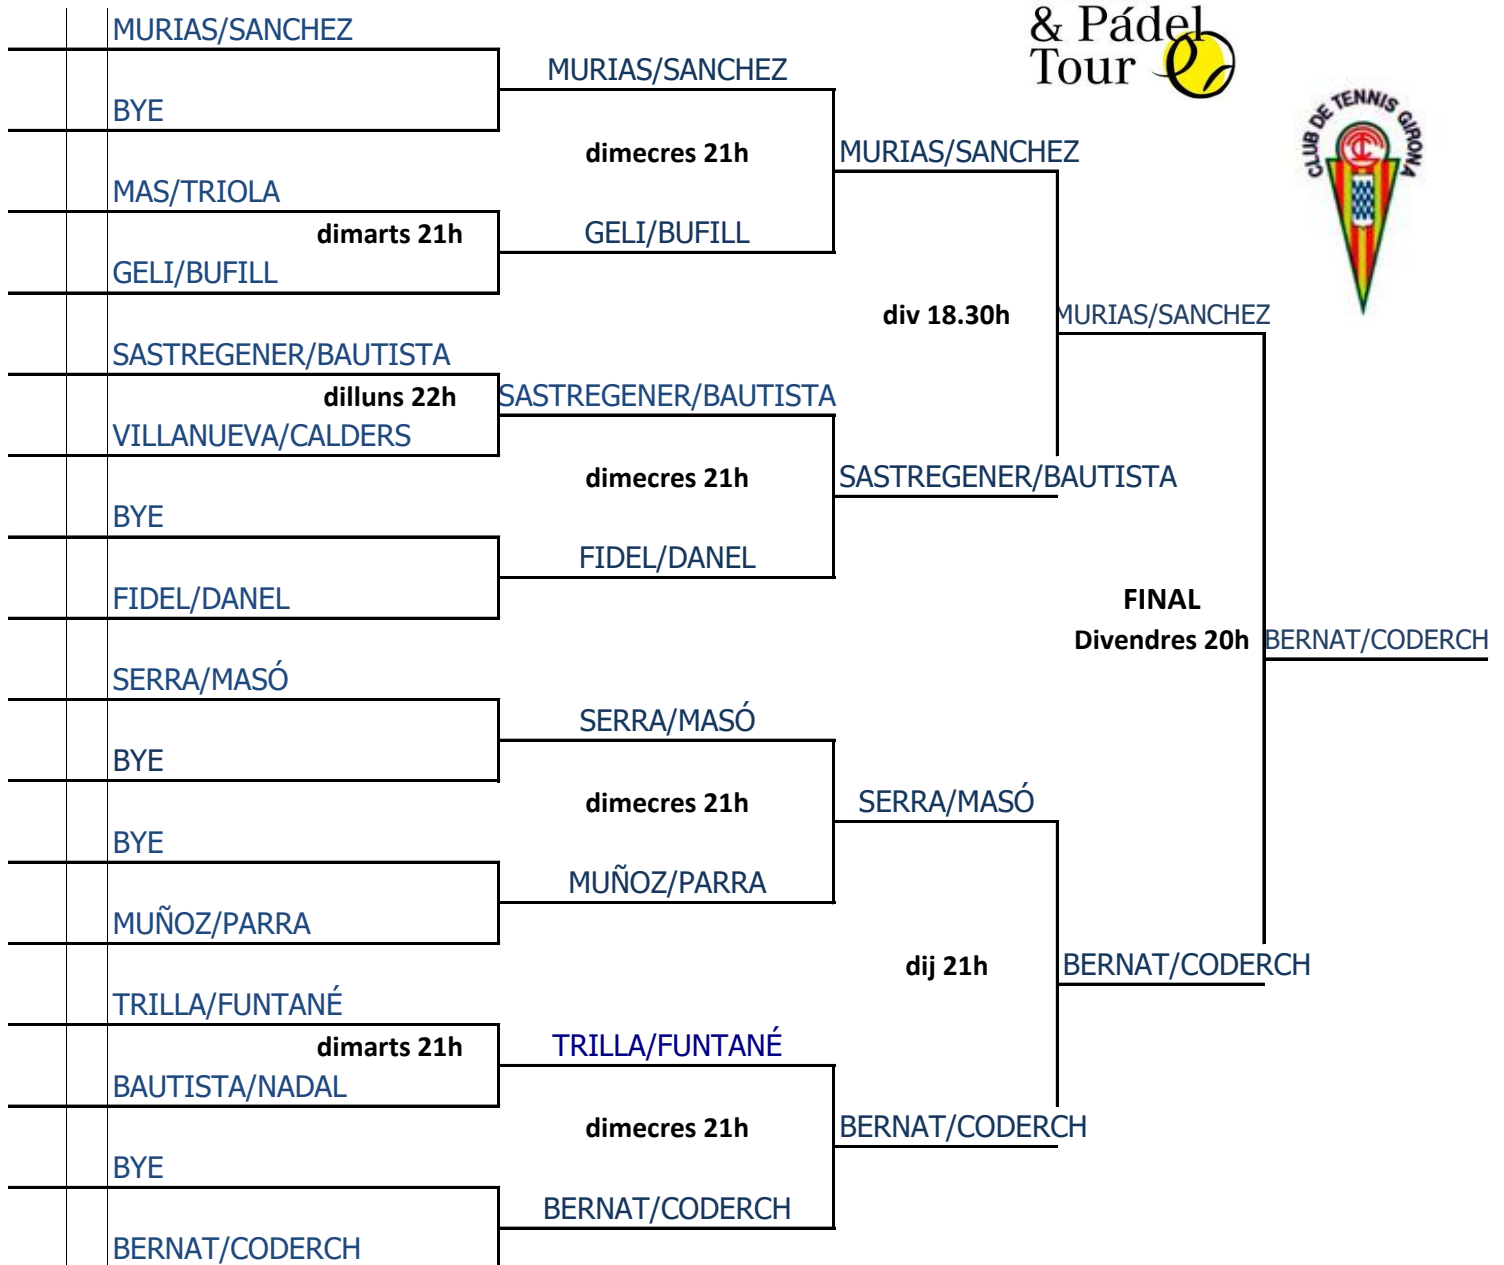 & Pádel
Tour
CLUB DE TENNIS GIRONA
MURIAS/SANCHEZ
BYE
MAS/TRIOLA
dimarts 21h
GELI/BUFILL
SASTREGENER/BAUTISTA
dilluns 22h
VILLANUEVA/CALDERS
BYE
FIDEL/DANEL
SERRA/MASÓ
BYE
BYE
MUÑOZ/PARRA
TRILLA/FUNTANÉ
dimarts 21h
BAUTISTA/NADAL
BYE
BERNAT/CODERCH
MURIAS/SANCHEZ
dimecres 21h
GELI/BUFILL
SASTREGENER/BAUTISTA
dimecres 21h
FIDEL/DANEL
SERRA/MASÓ
dimecres 21h
MUÑOZ/PARRA
TRILLA/FUNTANÉ
dimecres 21h
BERNAT/CODERCH
MURIAS/SANCHEZ
div 18.30h
SASTREGENER/BAUTISTA
SERRA/MASÓ
dij 21h
BERNAT/CODERCH
MURIAS/SANCHEZ
FINAL
Divendres 20h
BERNAT/CODERCH
BERNAT/CODERCH